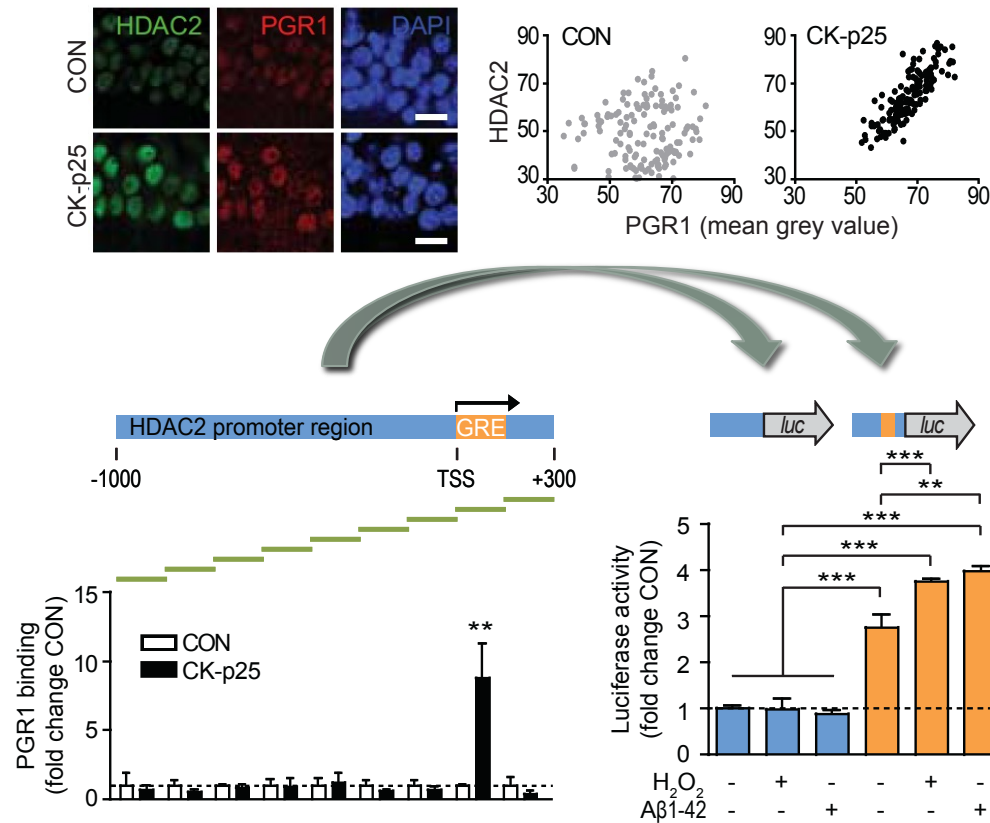 HDAC2 PGR1 DAPI
CON
CK-p25
CON
CK-p25
HDAC2
90
70
50
30
90
70
50
30
30 50 70 90
30 50 70 90
PGR1 (mean grey value)
HDAC2 promoter region
GRE
-1000 TSS +300
luc
luc
PGR1 binding
(fold change CON)
15
10
5
0
CON
CK-p25
**
Luciferase activity
(fold change CON)
5
4
3
2
1
0
***
**
***
***
***
H2O2 - + - - + -
Aβ1-42 - - + - - +